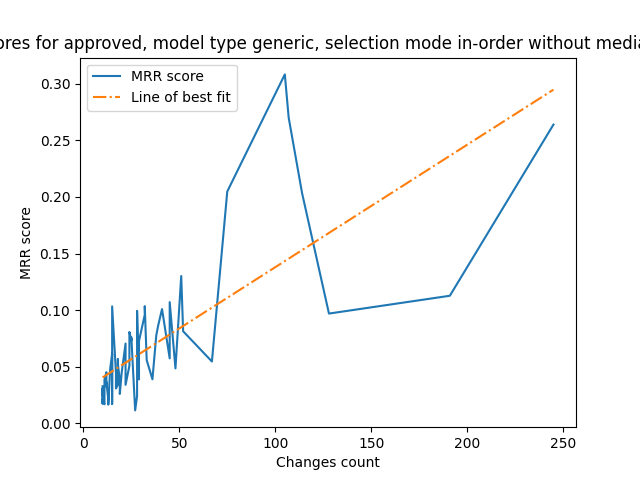 ores for approved, model type generic, selection mode in-order without media
MRR score
Line of best fit
0.30
0.25
0.20
0.15
0.10
0.05
0.00
MRR score
0 50 100 150 200 250
Changes count